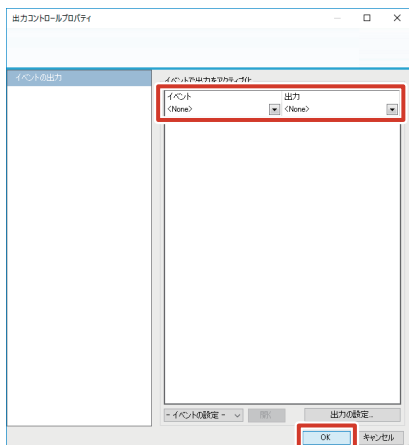 出力コントロールプロパティ
イベントの出力
イベントで出力をアクティブ化
イベント 出力
<None> <None>
- イベントの設定 - 開く 出力の設定...
OK キャンセル